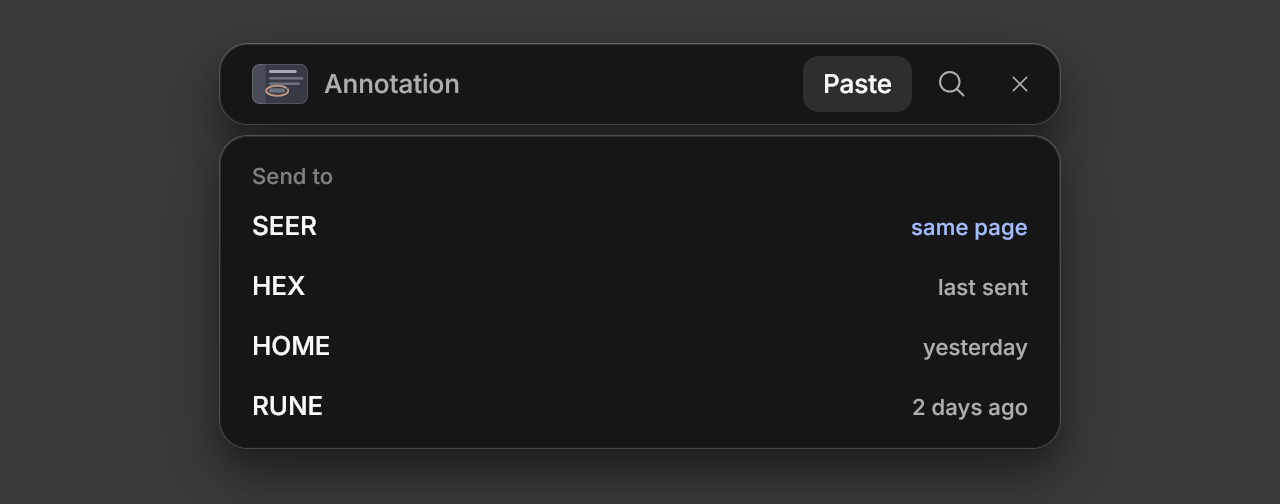 Annotation Paste
Send to
SEER same page
HEX last sent
HOME yesterday
RUNE 2 days ago